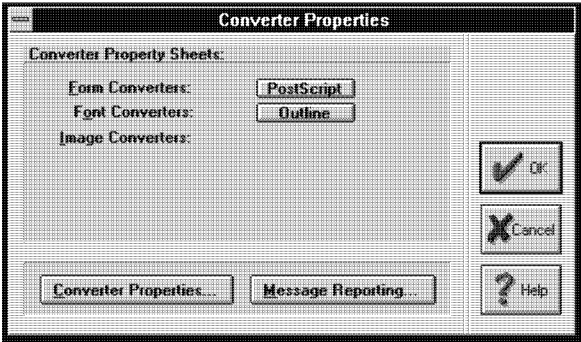 Converter Properties
Converter Property Sheets:
Form Converters: PostScript
Font Converters: Outline
Image Converters:
OK
Cancel
Converter Properties... Message Reporting...
Help